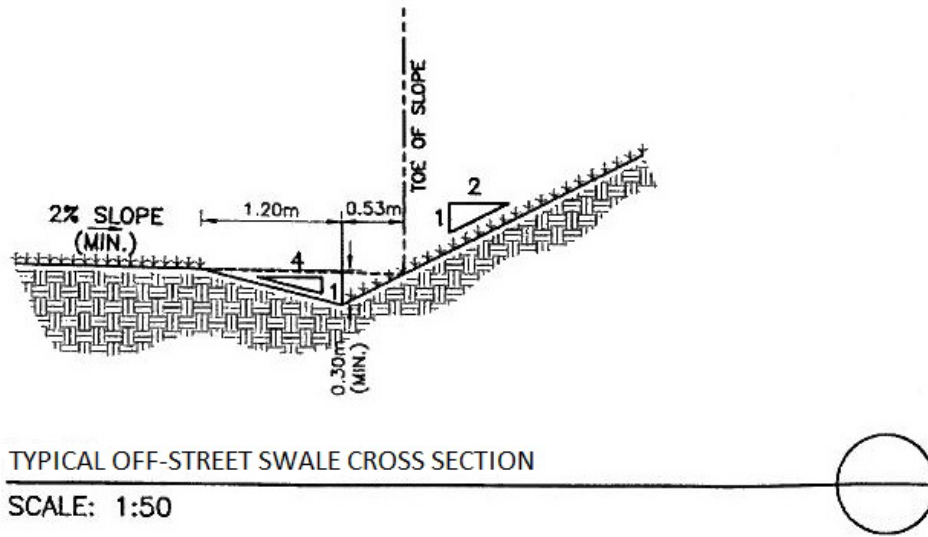 TOE OF SLOPE
2
1
1.20m
0.53m
2% SLOPE
(MIN.)
4
1
0.30m
(MIN.)
TYPICAL OFF-STREET SWALE CROSS SECTION
SCALE: 1:50